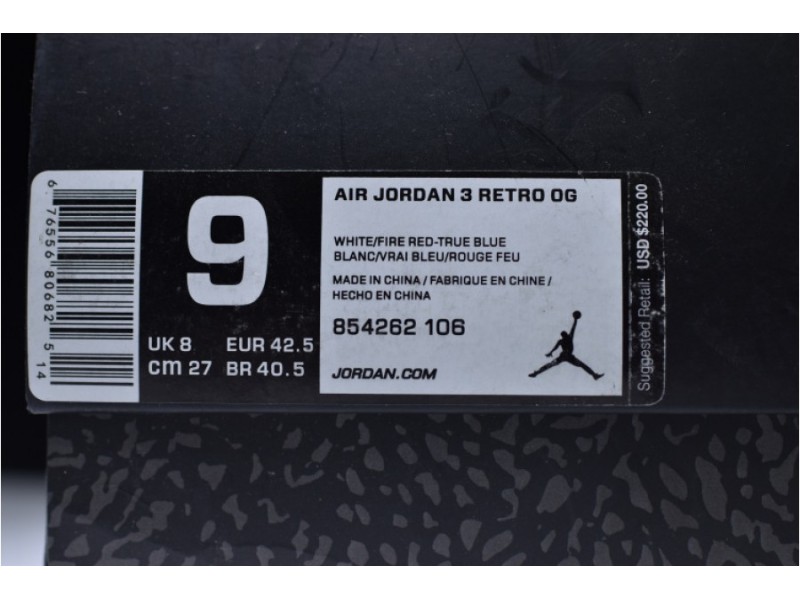 6 76556 80682 5 14
9
UK 8 EUR 42.5
cm 27 BR 40.5
AIR JORDAN 3 RETRO OG
WHITE/FIRE RED-TRUE BLUE
BLANC/VRAI BLEU/ROUGE FEU
MADE IN CHINA / FABRIQUE EN CHINE /
HECHO EN CHINA
854262 106
JORDAN.COM
Suggested Retail: USD $220.00